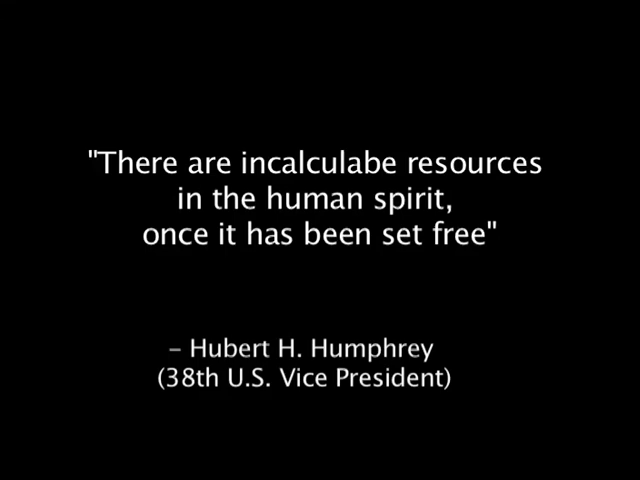 "There are incalculabe resources
in the human spirit,
once it has been set free"
– Hubert H. Humphrey
(38th U.S. Vice President)